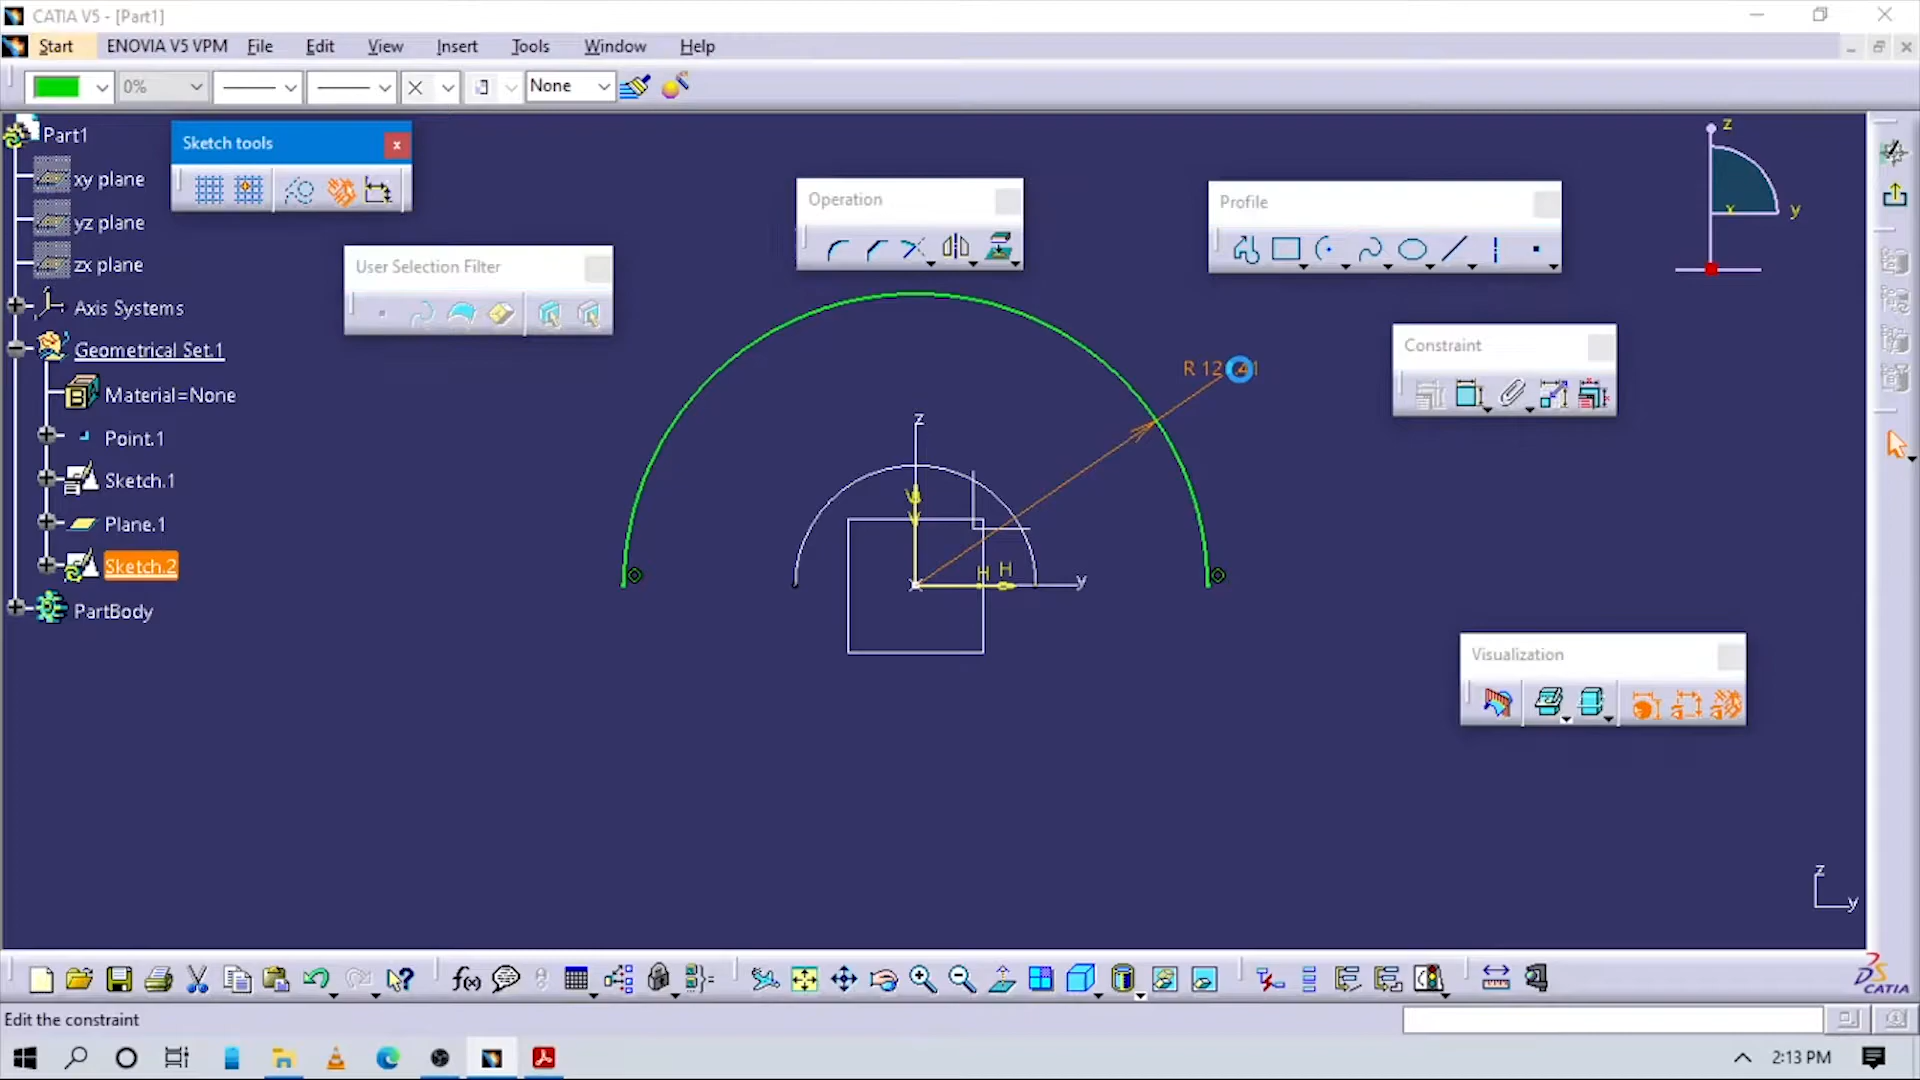 CATIA V5 - [Part1]
Start ENOVIA V5 VPM File Edit View Insert Tools Window Help
0% None
Part1
xy plane
yz plane
zx plane
Axis Systems
Geometrical Set.1
Material=None
Point.1
Sketch.1
Plane.1
Sketch.2
PartBody
Sketch tools
User Selection Filter
Operation
Profile
Constraint
Visualization
z
x y
z
V
H H y
z
y
CATIA
Edit the constraint
2:13 PM